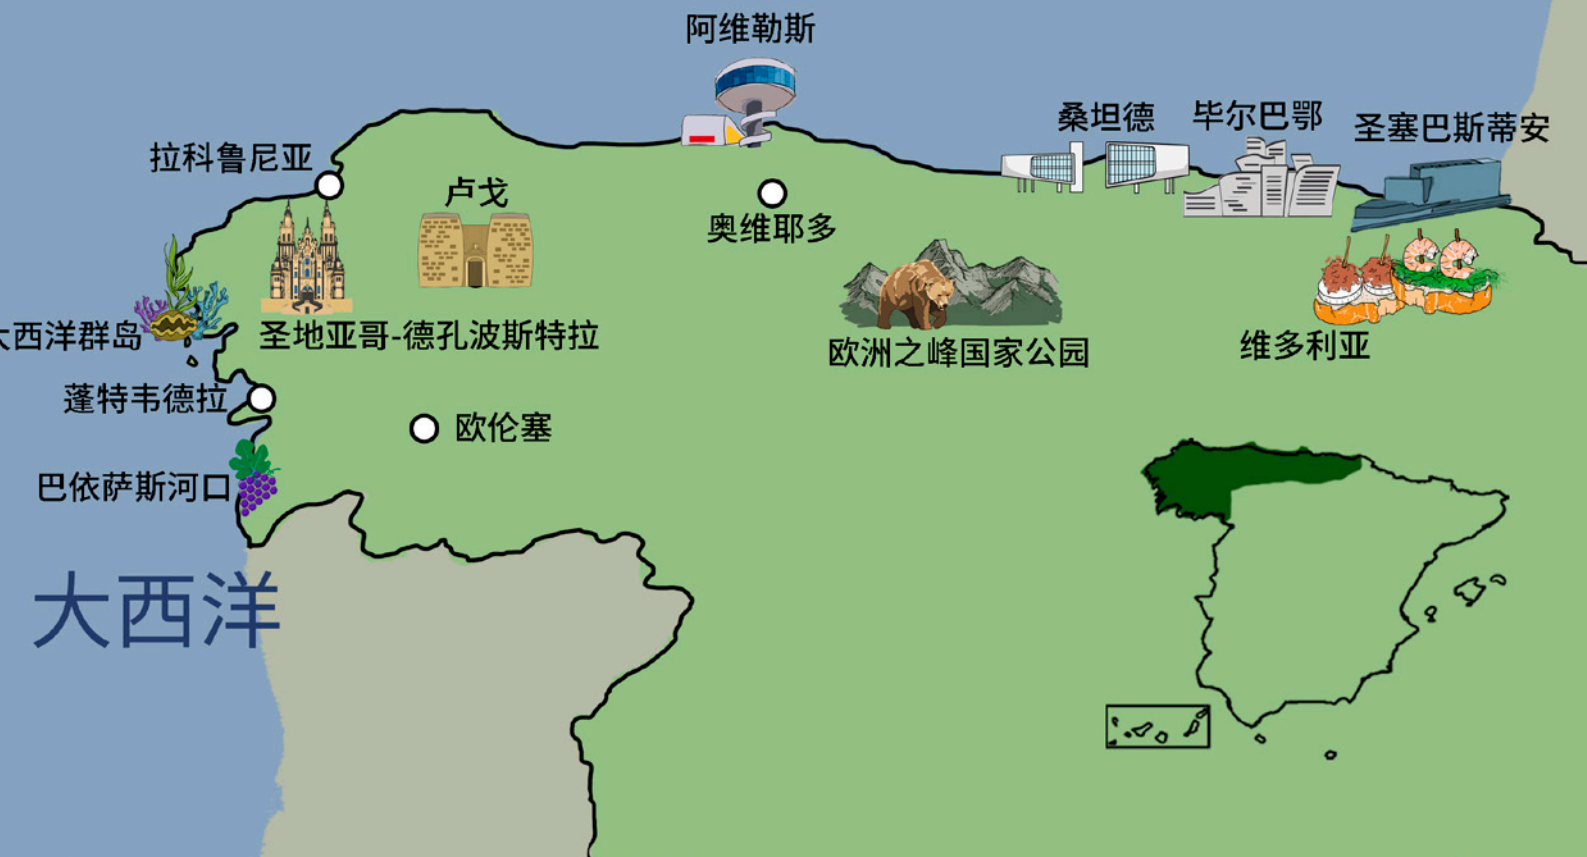 阿维勒斯
桑坦德
毕尔巴鄂
圣塞巴斯蒂安
拉科鲁尼亚
卢戈
奥维耶多
大西洋群岛
圣地亚哥-德孔波斯特拉
欧洲之峰国家公园
维多利亚
蓬特韦德拉
欧伦塞
巴依萨斯河口
大西洋